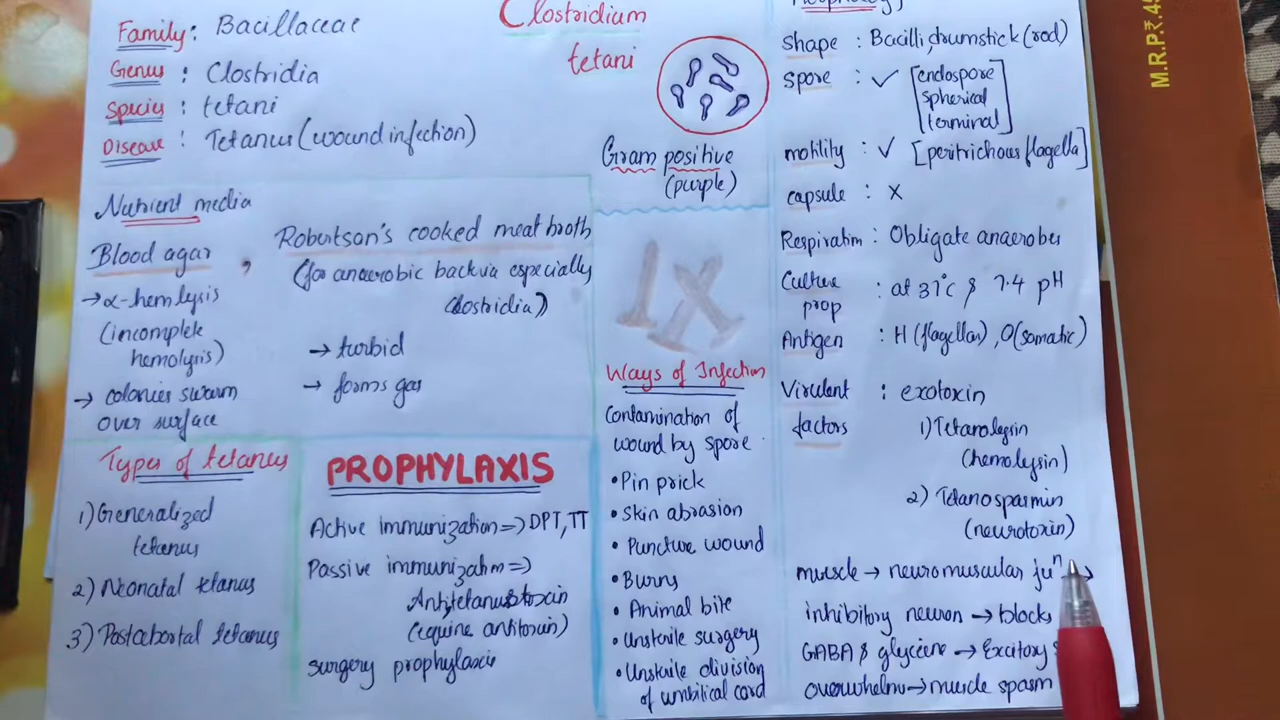 Clostridium
tetani
Family: Bacillaceae
Genus : Clostridia
Species : tetani
Disease : Tetanus (wound infection)
Gram positive
(purple)
Nutrient media
Blood agar ,
→ α-hemlysis
(incomplete
hemolysis)
→ colonies swarm
over surface
Robertson's cooked meat broth
(for anaerobic backvia especially
clostridia))
→ turbid
→ forms gas
Types of tetanus
1) Generalized
tetanus
2) Neonatal tetanus
3) Postabortal tetanus
PROPHYLAXIS
Active immunization => DPT, TT
Passive immunization =>
(equine antitoxin)
surgery prophylaxis
Ways of Infection
Contamination of
wound by spore
• Pin prick
• Skin abrasion
• Puncture wound
• Burns
• Animal bite
• Unsterile surgery
• Unsterile division
of umbilical cord
Morphology
Shape : Bacilli, drumstick (rod)
Spore : ✓ [endospore
spherical
terminal]
motility : ✓ [peritrichous flagella]
capsule : X
Respiration : Obligate anaerobes
Culture prop : at 37°C & 7.4 pH
Antigen : H (flagellar), O (somatic)
Virulent factors : exotoxin
1) Tetanolysin
(hemolysin)
2) Tetanospasmin
(neurotoxin)
muscle → neuromuscular juⁿ →
inhibitory neuron → blocks
GABA & glycine → Excitory
overwhelm → muscle spasm
M.R.P.₹.45